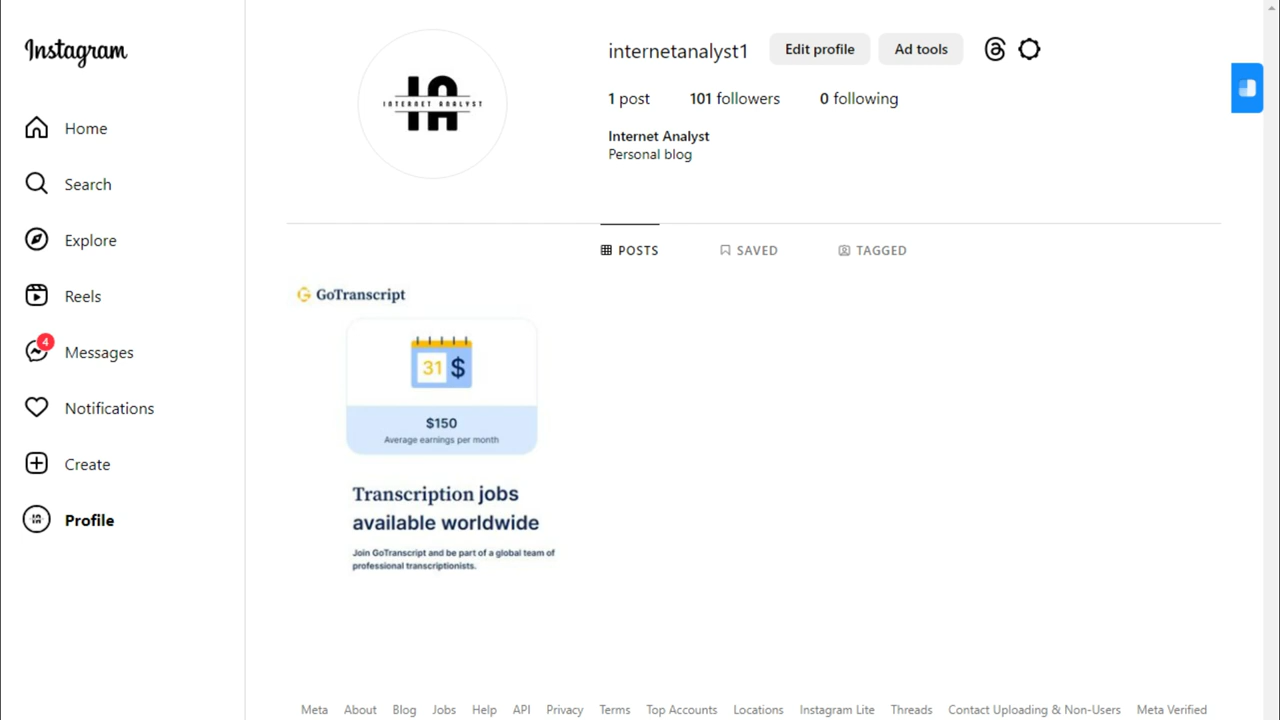 Instagram
Home
Search
Explore
Reels
4
Messages
Notifications
Create
Profile
INTERNET ANALYST
IA
internetanalyst1
Edit profile
Ad tools
1 post
101 followers
0 following
Internet Analyst
Personal blog
POSTS
SAVED
TAGGED
GoTranscript
31 $
$150
Average earnings per month
Transcription jobs
available worldwide
Join GoTranscript and be part of a global team of
professional transcriptionists.
Meta
About
Blog
Jobs
Help
API
Privacy
Terms
Top Accounts
Locations
Instagram Lite
Threads
Contact Uploading & Non-Users
Meta Verified